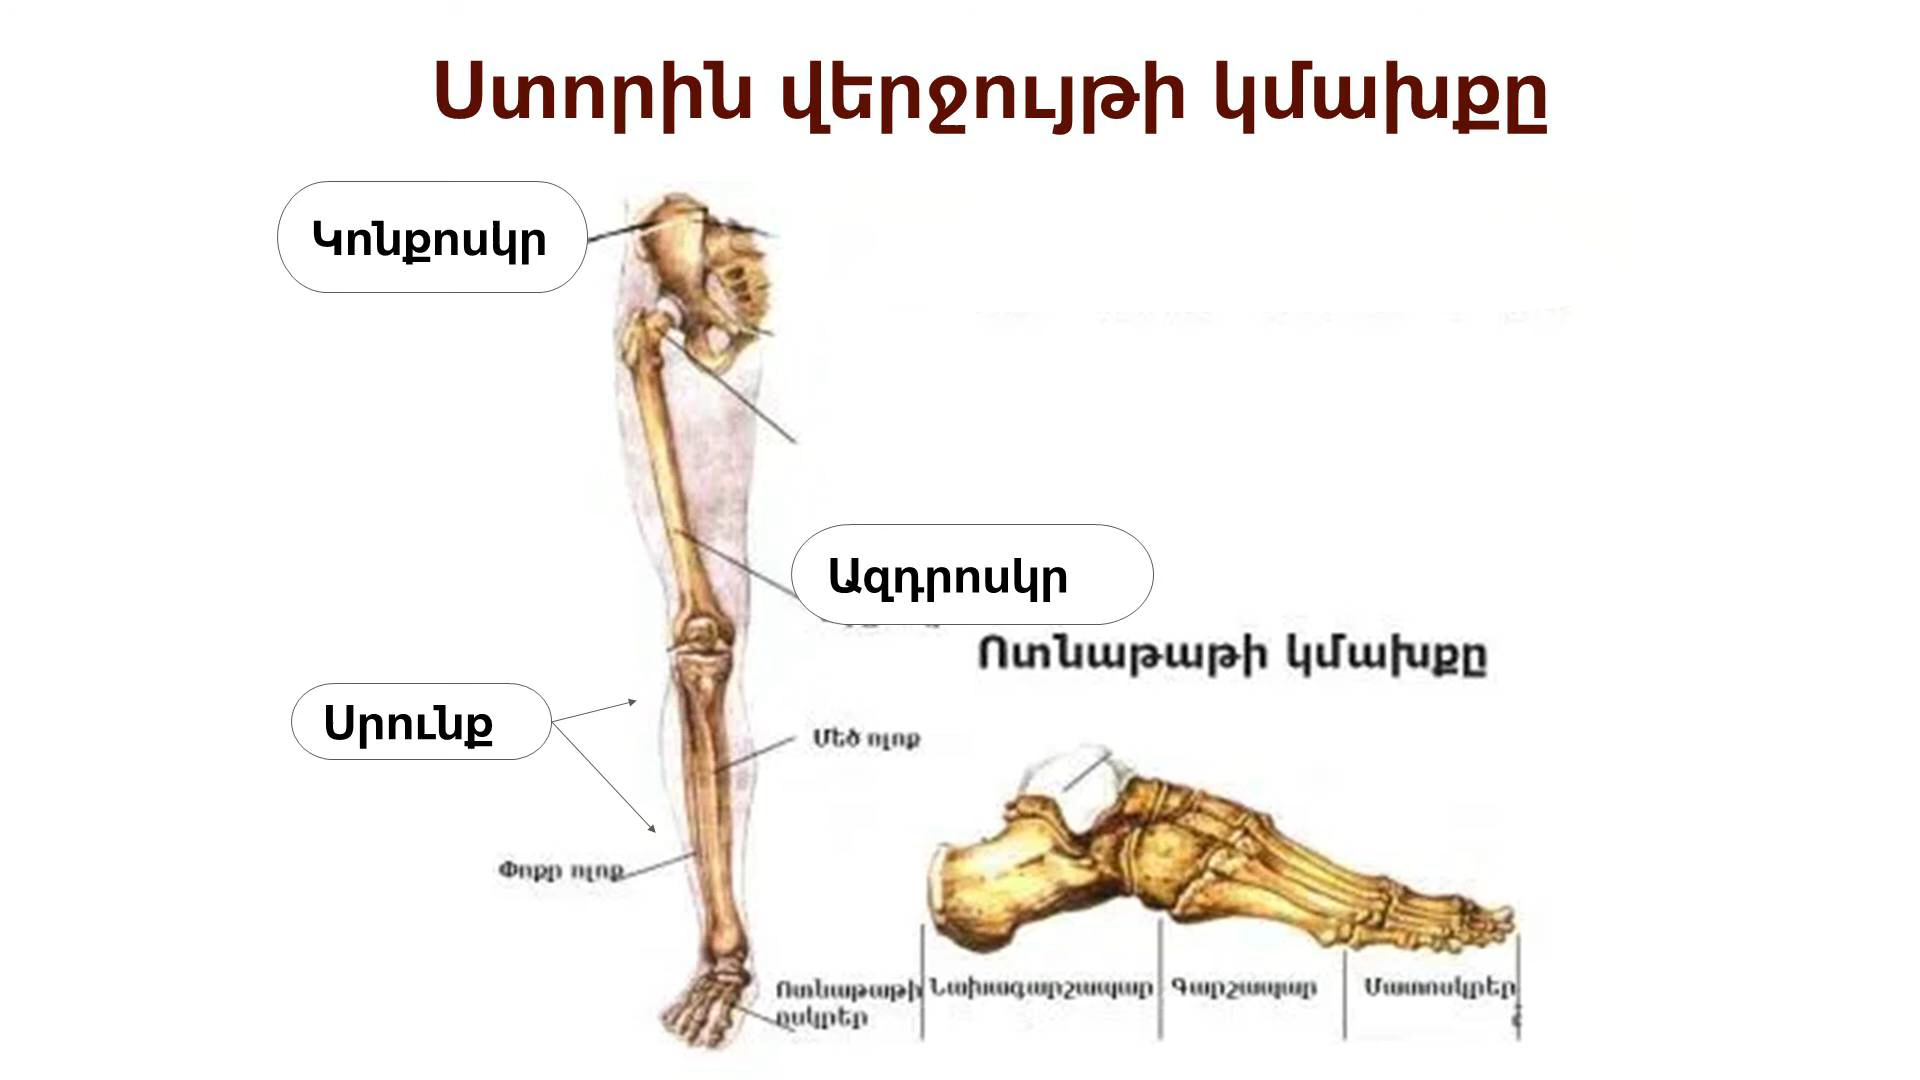 Ստորին վերջույթի կմախքը
Կոնքոսկր
Ազդրոսկր
Ոտնաթաթի կմախքը
Սրունք
Մեծ ոլոք
Փոքր ոլոք
Ոտնաթաթի
ոսկրեր
Նախագարշապար
Գարշապար
Մատոսկրեր